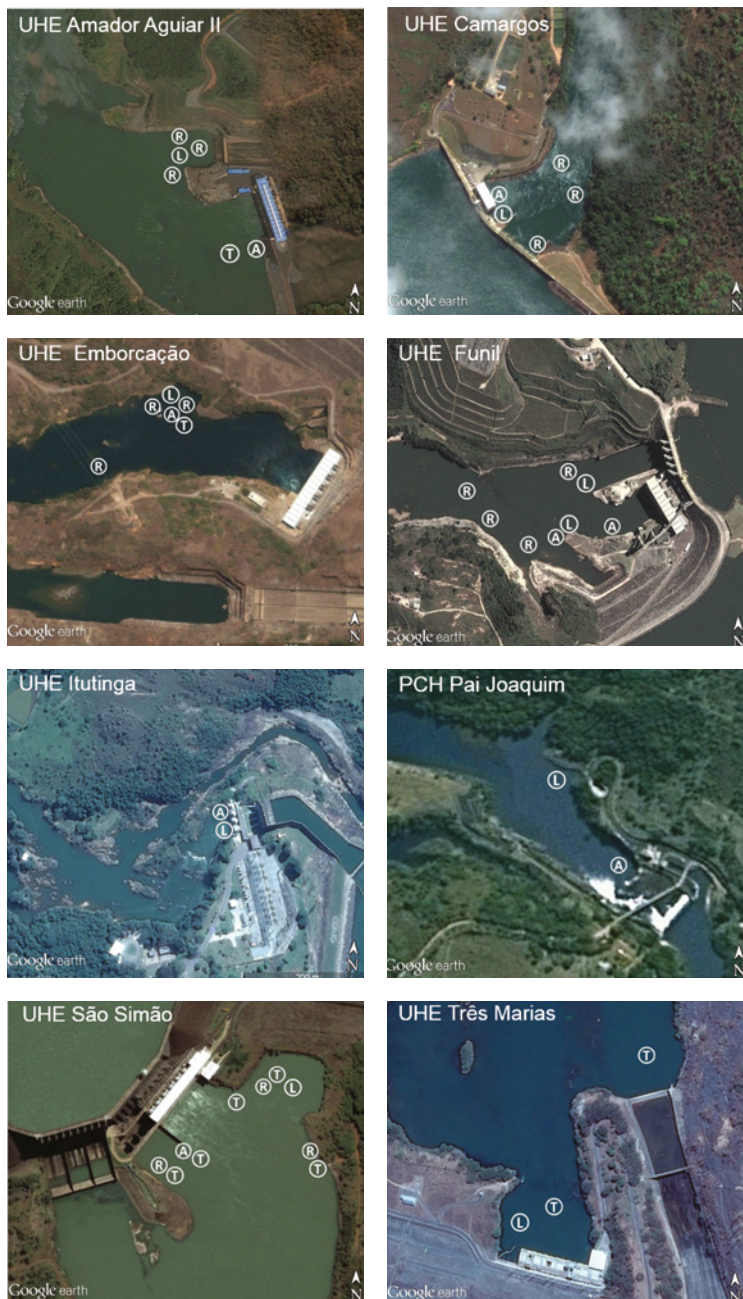 UHE Amador Aguiar II
R
R
L
R
T A
Google earth
N
UHE Camargos
R
A R
L
R
Google earth
N
UHE Emborcação
L
R R
A
T
R
Google earth
N
UHE Funil
R
R L
R L A
R A
Google earth
N
UHE Itutinga
A
L
Google earth
N
PCH Pai Joaquim
L
A
Google earth
N
UHE São Simão
T
R L
T
A R
R T T
T
Google earth
N
UHE Três Marias
T
T
L
Google earth
N